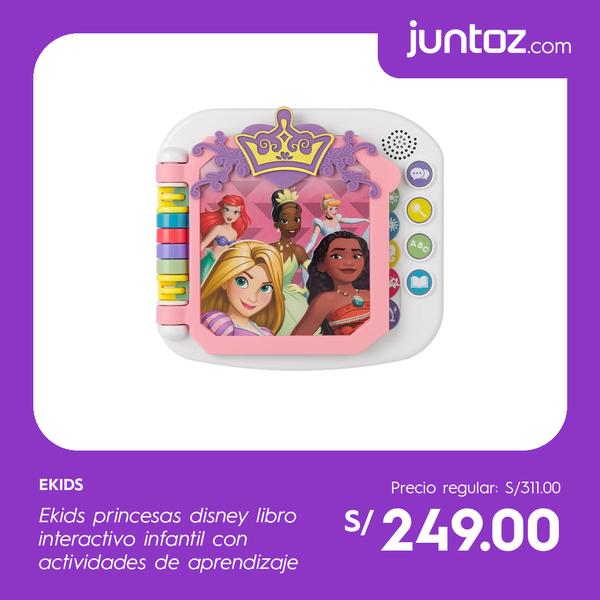 juntoz.com
ABC
EKIDS
Ekids princesas disney libro
interactivo infantil con
actividades de aprendizaje
Precio regular: S/311.00
S/249.00